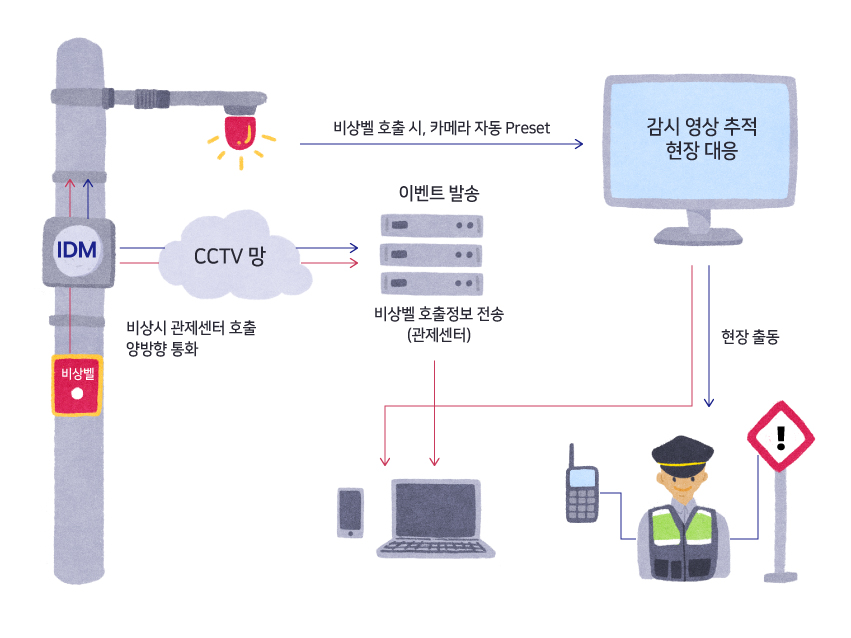 비상벨 호출 시, 카메라 자동 Preset
감시 영상 추적
현장 대응
이벤트 발송
IDM
CCTV 망
비상벨 호출정보 전송
(관제센터)
비상시 관제센터 호출
양방향 통화
현장 출동
비상벨
!